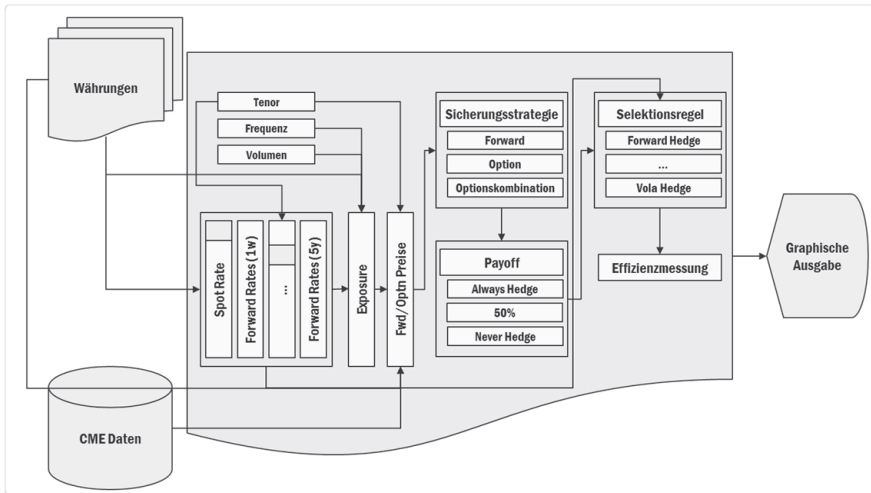 Währungen
Tenor
Frequenz
Volumen
Spot Rate
Forward Rates (1w)
...
Forward Rates (5y)
Exposure
Fwd/Optn Preise
Sicherungsstrategie
Forward
Option
Optionskombination
Payoff
Always Hedge
50%
Never Hedge
Selektionsregel
Forward Hedge
...
Vola Hedge
Effizienzmessung
Graphische
Ausgabe
CME Daten